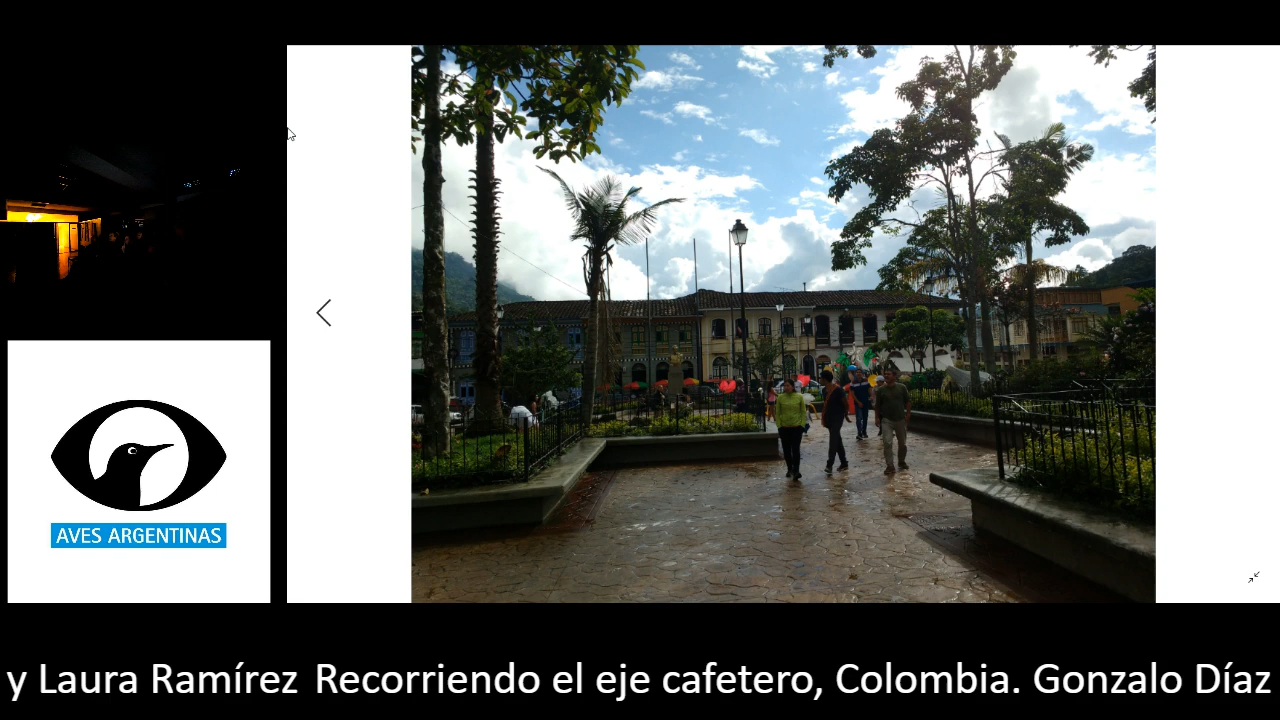 AVES ARGENTINAS
y Laura Ramírez Recorriendo el eje cafetero, Colombia. Gonzalo Díaz